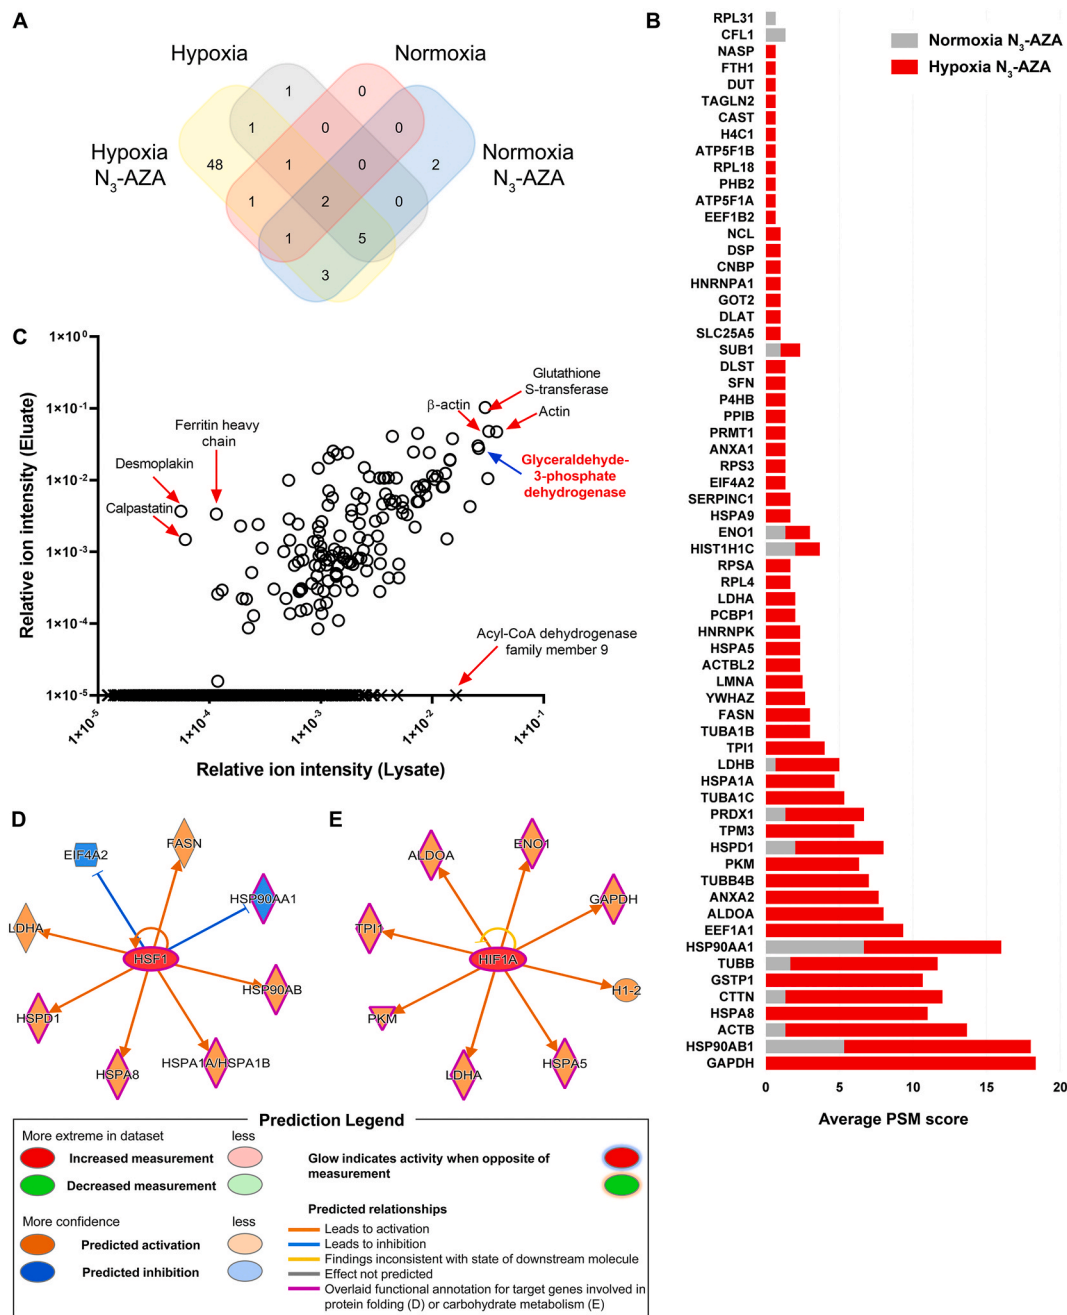 A
Hypoxia
Normoxia
Hypoxia
N3-AZA
Normoxia
N3-AZA
1
0
1
0
0
48
1
0
2
1
2
0
1
5
3
B
Normoxia N3-AZA
Hypoxia N3-AZA
RPL31
CFL1
NASP
FTH1
DUT
TAGLN2
CAST
H4C1
ATP5F1B
RPL18
PHB2
ATP5F1A
EEF1B2
NCL
DSP
CNBP
HNRNPA1
GOT2
DLAT
SLC25A5
SUB1
DLST
SFN
P4HB
PPIB
PRMT1
ANXA1
RPS3
EIF4A2
SERPINC1
HSPA9
ENO1
HIST1H1C
RPSA
RPL4
LDHA
PCBP1
HNRNPK
HSPA5
ACTBL2
LMNA
YWHAZ
FASN
TUBA1B
TPI1
LDHB
HSPA1A
TUBA1C
PRDX1
TPM3
HSPD1
PKM
TUBB4B
ANXA2
ALDOA
EEF1A1
HSP90AA1
TUBB
GSTP1
CTTN
HSPA8
ACTB
HSP90AB1
GAPDH
0 5 10 15 20
Average PSM score
C
Relative ion intensity (Eluate)
1×10⁰
1×10⁻¹
1×10⁻²
1×10⁻³
1×10⁻⁴
1×10⁻⁵
Glutathione
S-transferase
β-actin
Actin
Ferritin heavy
chain
Desmoplakin
Calpastatin
Glyceraldehyde-
3-phosphate
dehydrogenase
Acyl-CoA dehydrogenase
family member 9
1×10⁻⁵ 1×10⁻⁴ 1×10⁻³ 1×10⁻² 1×10⁻¹
Relative ion intensity (Lysate)
D
EIF4A2
FASN
HSP90AA1
LDHA
HSF1
HSP90AB
HSPD1
HSPA8
HSPA1A/HSPA1B
E
ALDOA
ENO1
GAPDH
TPI1
HIF1A
H1-2
PKM
LDHA
HSPA5
Prediction Legend
More extreme in dataset
less
Increased measurement
Decreased measurement
Glow indicates activity when opposite of
measurement
More confidence
less
Predicted activation
Predicted inhibition
Predicted relationships
Leads to activation
Leads to inhibition
Findings inconsistent with state of downstream molecule
Effect not predicted
Overlaid functional annotation for target genes involved in
protein folding (D) or carbohydrate metabolism (E)